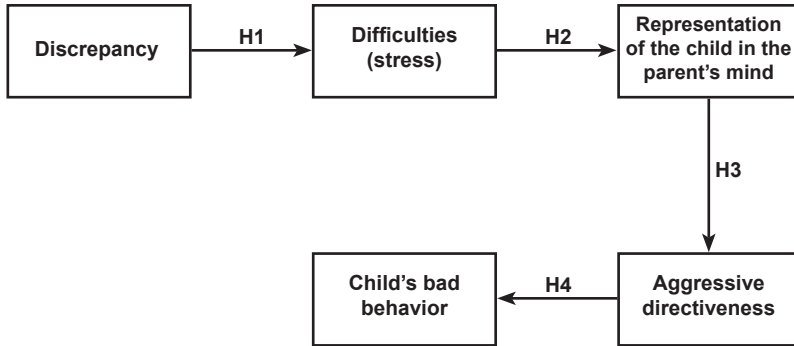 Discrepancy
H1
Difficulties
(stress)
H2
Representation
of the child in the
parent's mind
H3
Child's bad
behavior
H4
Aggressive
directiveness